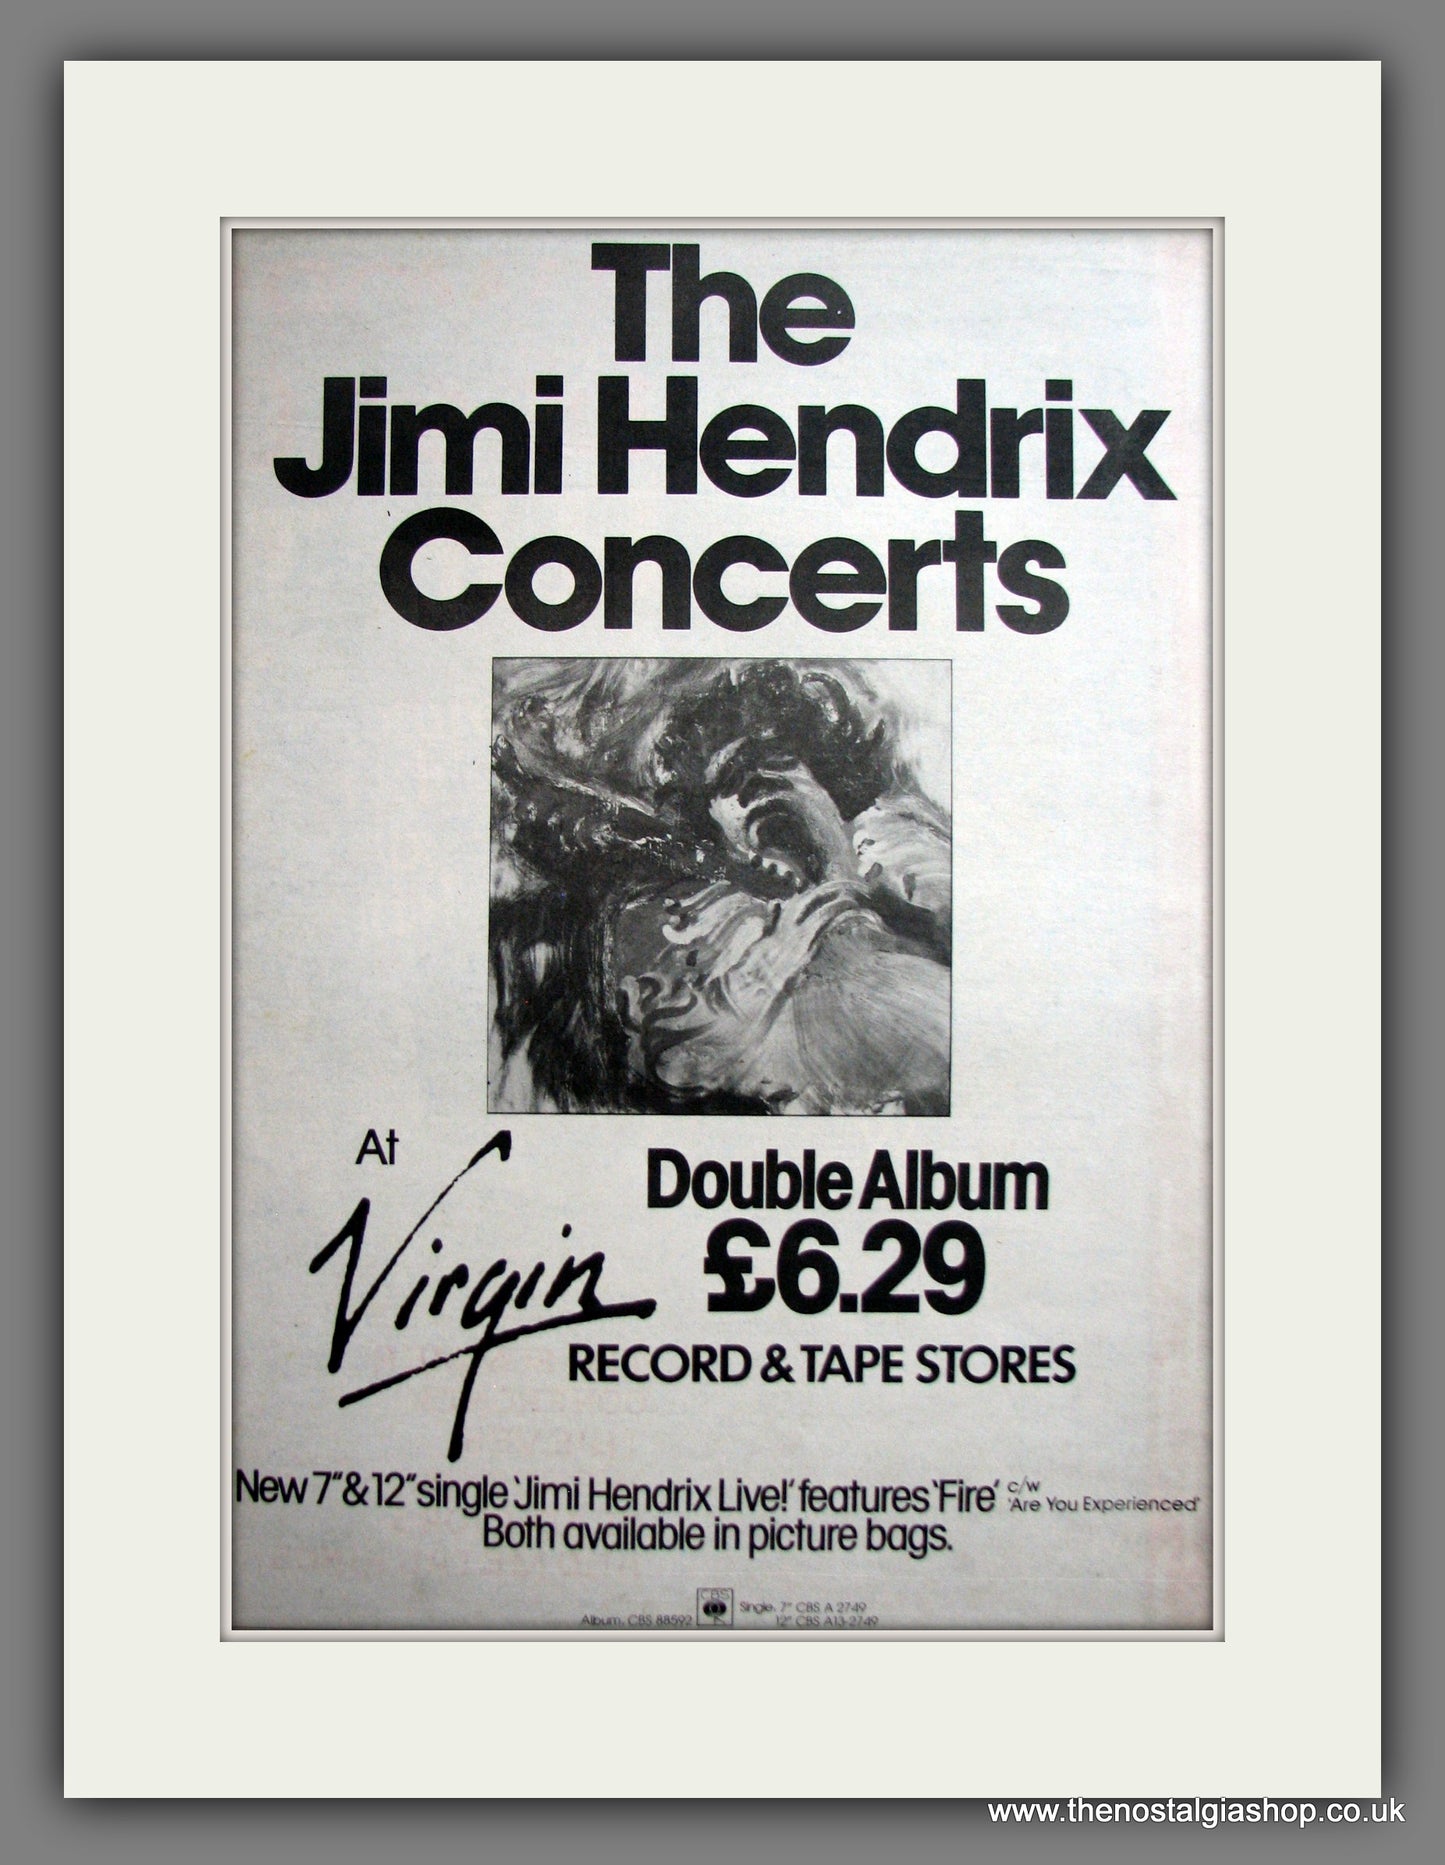 The
Jimi Hendrix
Concerts
At
Virgin
Double Album
£6.29
RECORD & TAPE STORES
New 7"&12" single 'Jimi Hendrix Live!' features 'Fire' c/w
'Are You Experienced'
Both available in picture bags.
Album. CBS 88592
CBS
Single. 7" CBS A 2749
12" CBS A13-2749
www.thenostalgiashop.co.uk